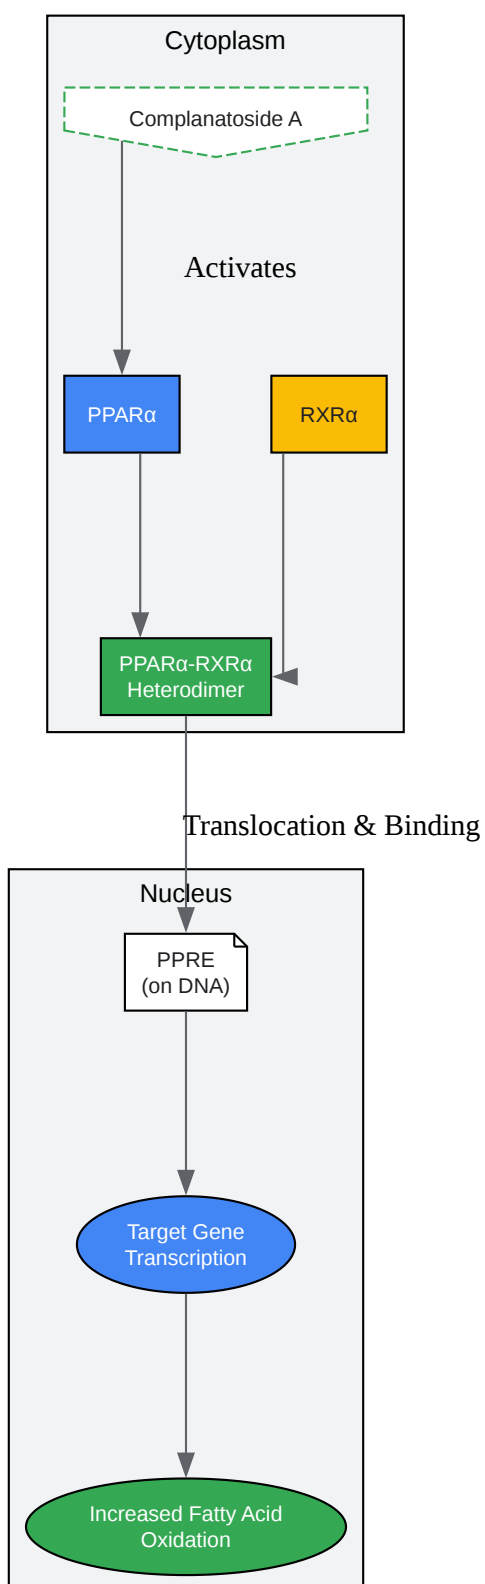 Cytoplasm
Complanatoside A
Activates
PPARα
RXRα
PPARα-RXRα
Heterodimer
Translocation & Binding
Nucleus
PPRE
(on DNA)
Target Gene
Transcription
Increased Fatty Acid
Oxidation